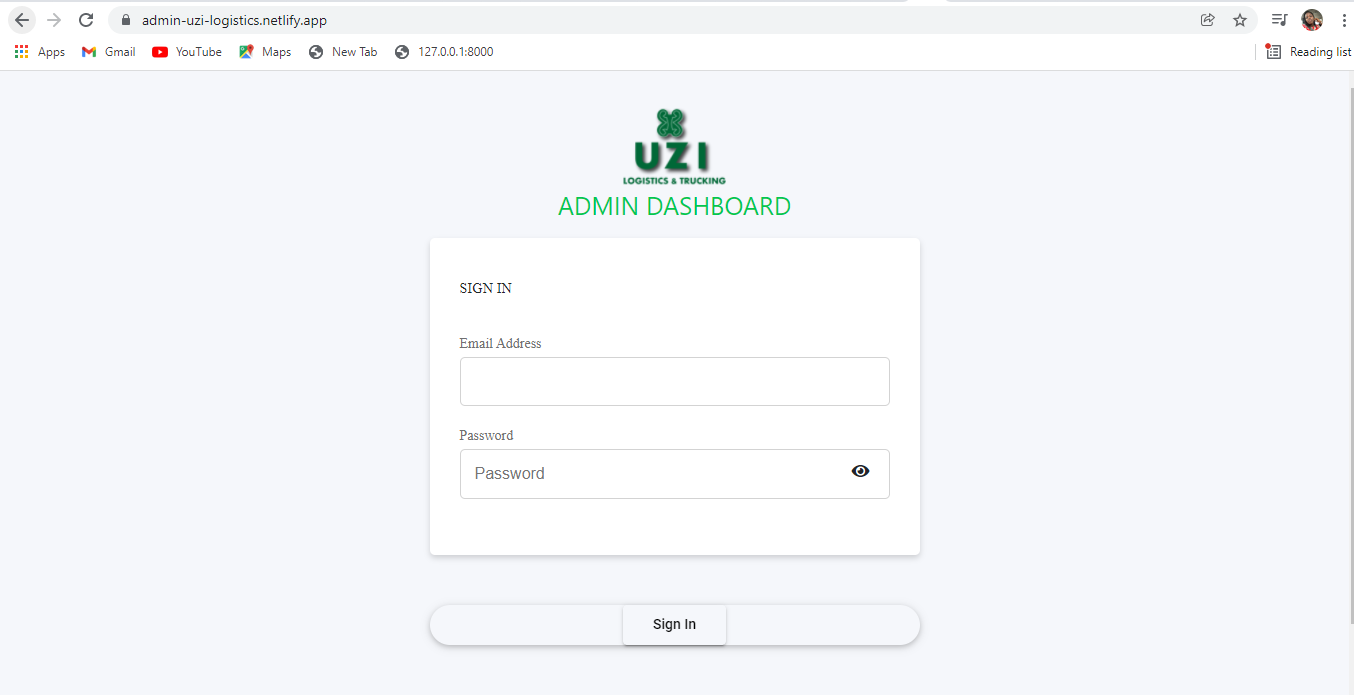 admin-uzi-logistics.netlify.app
Apps Gmail YouTube Maps New Tab 127.0.0.1:8000 Reading list
UZI
LOGISTICS & TRUCKING
ADMIN DASHBOARD
SIGN IN
Email Address
Password
Password
Sign In